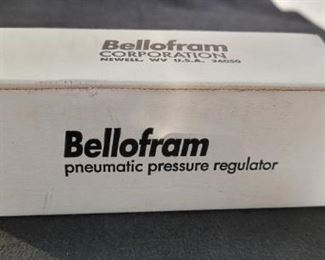 Bellofram
CORPORATION
NEWELL, WV U.S.A. 26050
Bellofram
pneumatic pressure regulator